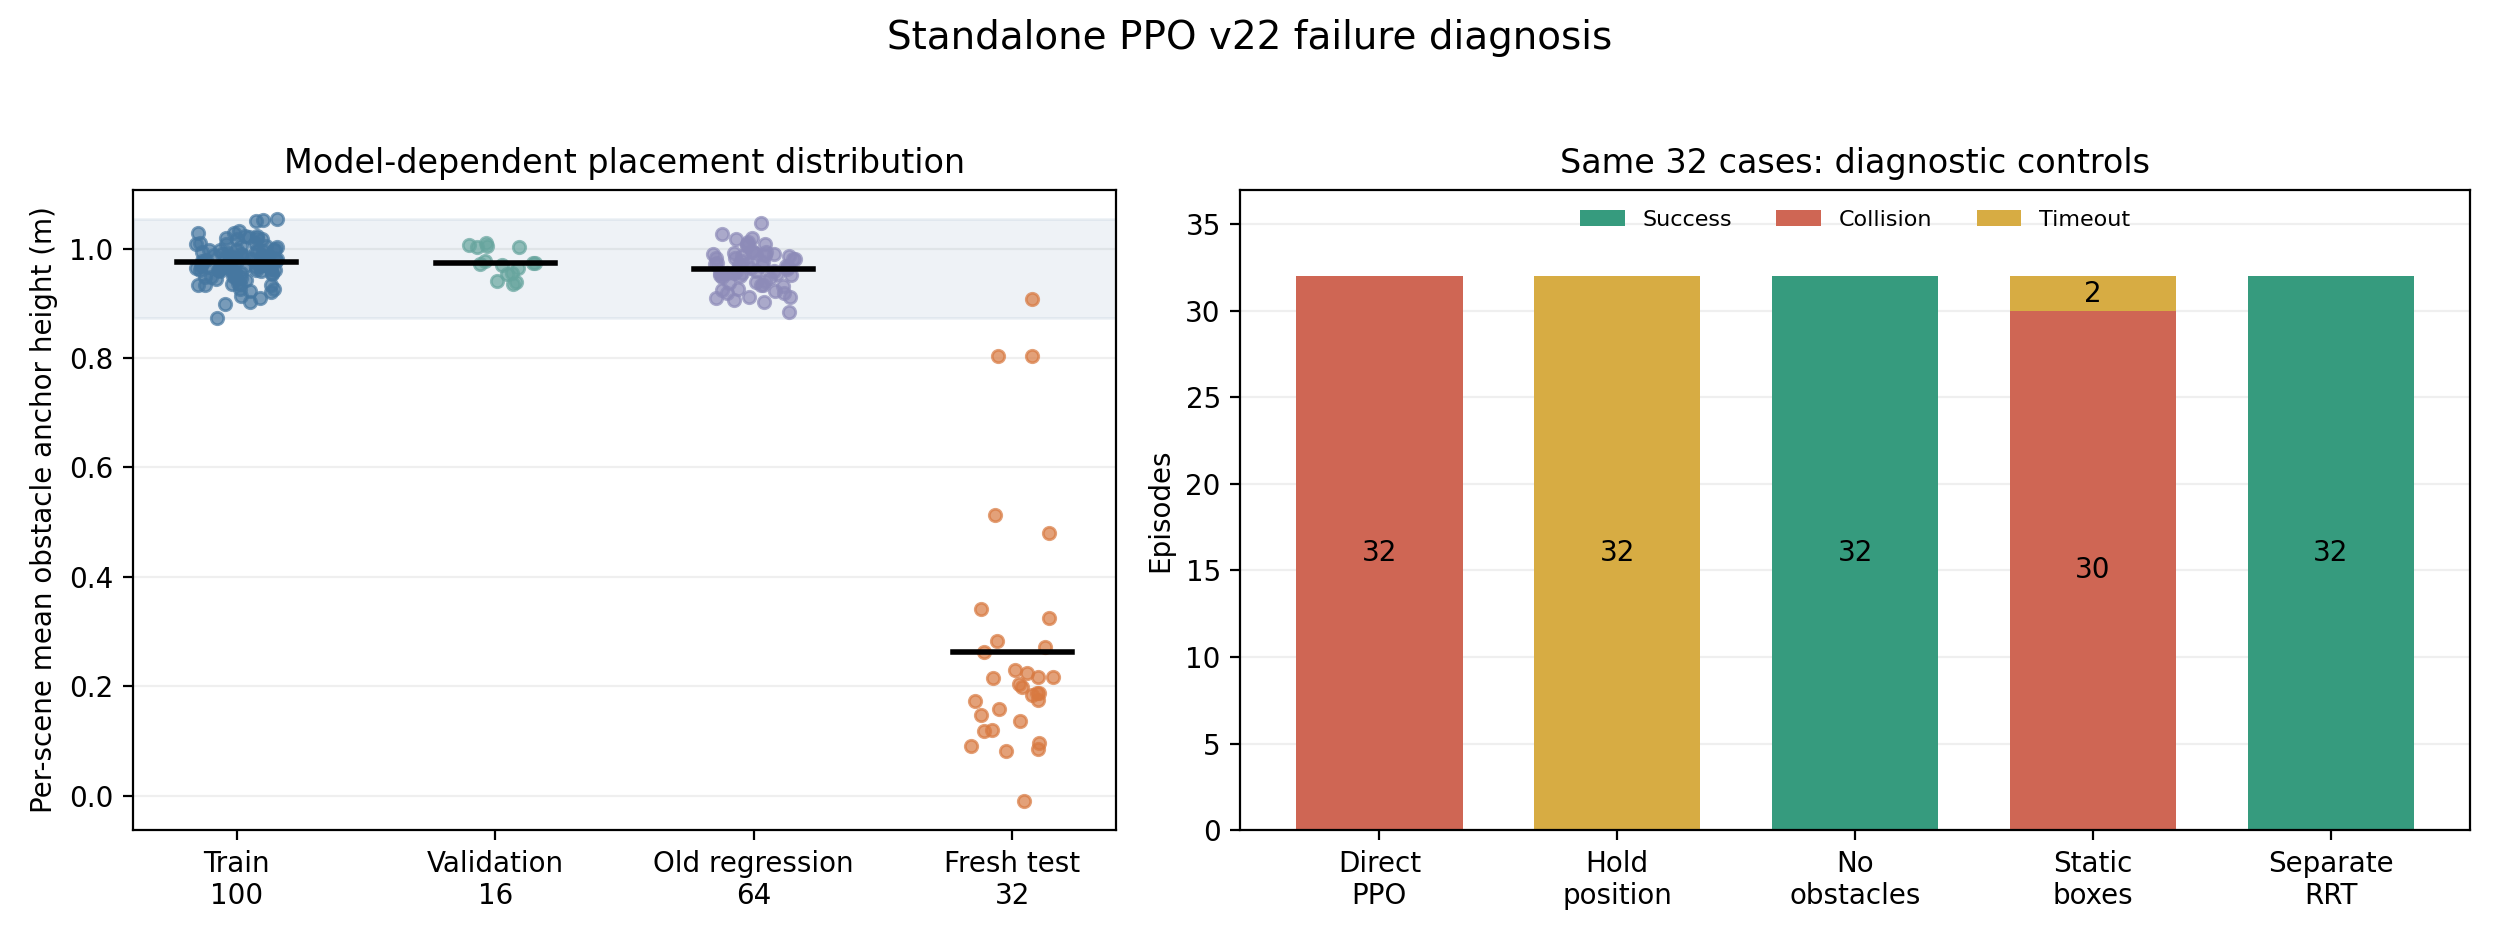 Standalone PPO v22 failure diagnosis
Model-dependent placement distribution
Per-scene mean obstacle anchor height (m)
1.0
0.8
0.6
0.4
0.2
0.0
Train
100
Validation
16
Old regression
64
Fresh test
32
Same 32 cases: diagnostic controls
Success
Collision
Timeout
Episodes
35
30
25
20
15
10
5
0
32
32
32
2
30
32
Direct
PPO
Hold
position
No
obstacles
Static
boxes
Separate
RRT